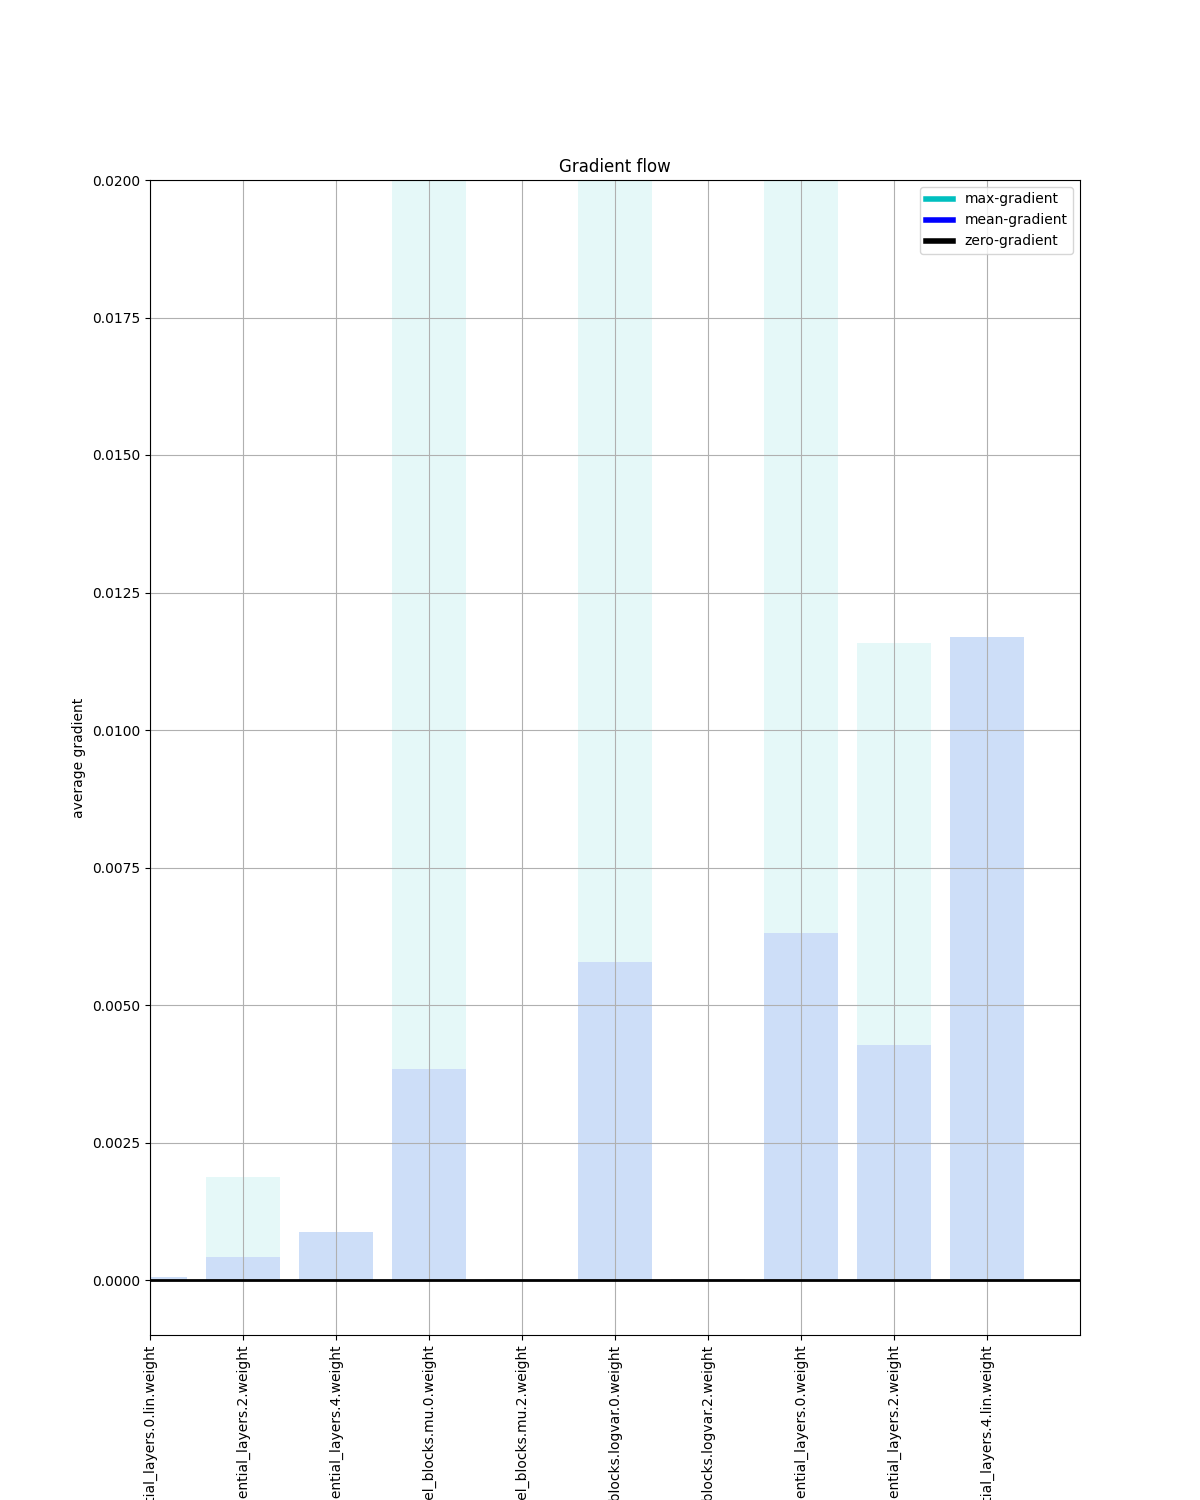 Gradient flow
max-gradient
mean-gradient
zero-gradient
0.0200
0.0175
0.0150
0.0125
0.0100
0.0075
0.0050
0.0025
0.0000
average gradient
tial_layers.0.lin.weight
ential_layers.2.weight
ential_layers.4.weight
el_blocks.mu.0.weight
el_blocks.mu.2.weight
blocks.logvar.0.weight
blocks.logvar.2.weight
ential_layers.0.weight
ential_layers.2.weight
tial_layers.4.lin.weight